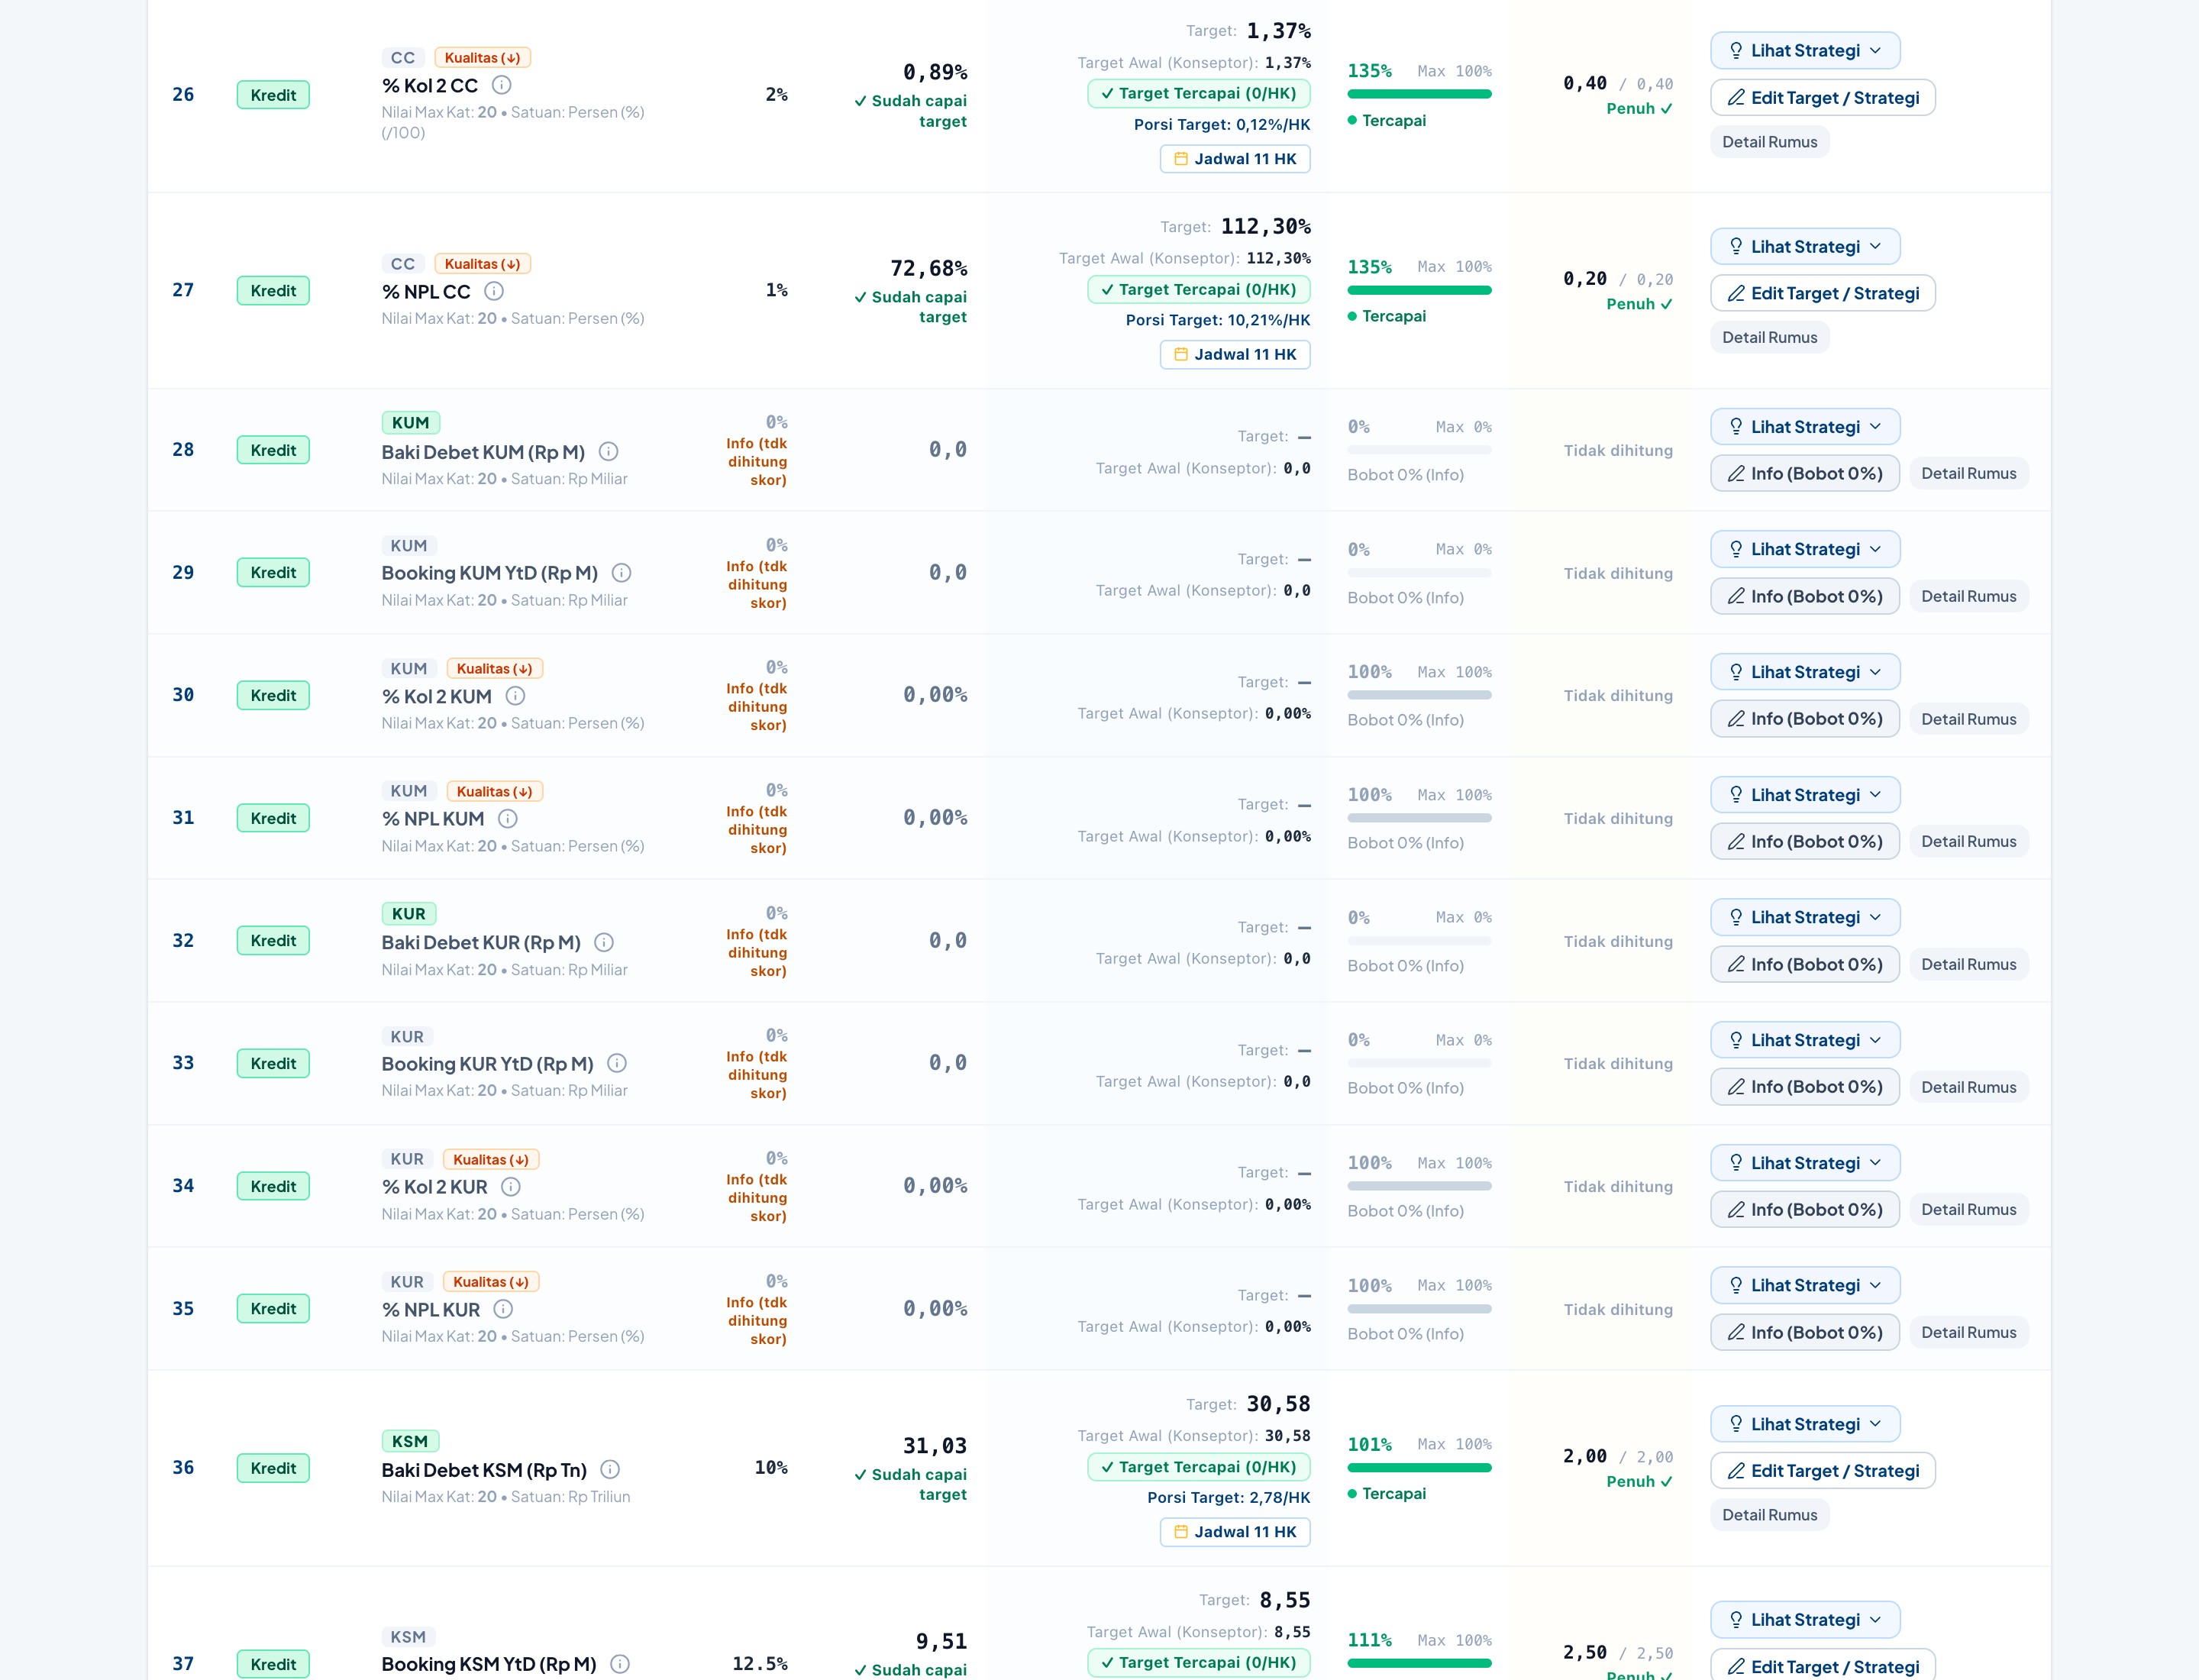 26
Kredit
CC Kualitas (↓)
% Kol 2 CC
Nilai Max Kat: 20 • Satuan: Persen (%)
(/100)
2%
0,89%
✓ Sudah capai
target
Target: 1,37%
Target Awal (Konseptor): 1,37%
✓ Target Tercapai (0/HK)
Porsi Target: 0,12%/HK
Jadwal 11 HK
135% Max 100%
Tercapai
0,40 / 0,40
Penuh ✓
Lihat Strategi
Edit Target / Strategi
Detail Rumus
27
Kredit
CC Kualitas (↓)
% NPL CC
Nilai Max Kat: 20 • Satuan: Persen (%)
1%
72,68%
✓ Sudah capai
target
Target: 112,30%
Target Awal (Konseptor): 112,30%
✓ Target Tercapai (0/HK)
Porsi Target: 10,21%/HK
Jadwal 11 HK
135% Max 100%
Tercapai
0,20 / 0,20
Penuh ✓
Lihat Strategi
Edit Target / Strategi
Detail Rumus
28
Kredit
KUM
Baki Debet KUM (Rp M)
Nilai Max Kat: 20 • Satuan: Rp Miliar
0%
Info (tdk
dihitung
skor)
0,0
Target: —
Target Awal (Konseptor): 0,0
0% Max 0%
Bobot 0% (Info)
Tidak dihitung
Lihat Strategi
Info (Bobot 0%) Detail Rumus
29
Kredit
KUM
Booking KUM YtD (Rp M)
Nilai Max Kat: 20 • Satuan: Rp Miliar
0%
Info (tdk
dihitung
skor)
0,0
Target: —
Target Awal (Konseptor): 0,0
0% Max 0%
Bobot 0% (Info)
Tidak dihitung
Lihat Strategi
Info (Bobot 0%) Detail Rumus
30
Kredit
KUM Kualitas (↓)
% Kol 2 KUM
Nilai Max Kat: 20 • Satuan: Persen (%)
0%
Info (tdk
dihitung
skor)
0,00%
Target: —
Target Awal (Konseptor): 0,00%
100% Max 100%
Bobot 0% (Info)
Tidak dihitung
Lihat Strategi
Info (Bobot 0%) Detail Rumus
31
Kredit
KUM Kualitas (↓)
% NPL KUM
Nilai Max Kat: 20 • Satuan: Persen (%)
0%
Info (tdk
dihitung
skor)
0,00%
Target: —
Target Awal (Konseptor): 0,00%
100% Max 100%
Bobot 0% (Info)
Tidak dihitung
Lihat Strategi
Info (Bobot 0%) Detail Rumus
32
Kredit
KUR
Baki Debet KUR (Rp M)
Nilai Max Kat: 20 • Satuan: Rp Miliar
0%
Info (tdk
dihitung
skor)
0,0
Target: —
Target Awal (Konseptor): 0,0
0% Max 0%
Bobot 0% (Info)
Tidak dihitung
Lihat Strategi
Info (Bobot 0%) Detail Rumus
33
Kredit
KUR
Booking KUR YtD (Rp M)
Nilai Max Kat: 20 • Satuan: Rp Miliar
0%
Info (tdk
dihitung
skor)
0,0
Target: —
Target Awal (Konseptor): 0,0
0% Max 0%
Bobot 0% (Info)
Tidak dihitung
Lihat Strategi
Info (Bobot 0%) Detail Rumus
34
Kredit
KUR Kualitas (↓)
% Kol 2 KUR
Nilai Max Kat: 20 • Satuan: Persen (%)
0%
Info (tdk
dihitung
skor)
0,00%
Target: —
Target Awal (Konseptor): 0,00%
100% Max 100%
Bobot 0% (Info)
Tidak dihitung
Lihat Strategi
Info (Bobot 0%) Detail Rumus
35
Kredit
KUR Kualitas (↓)
% NPL KUR
Nilai Max Kat: 20 • Satuan: Persen (%)
0%
Info (tdk
dihitung
skor)
0,00%
Target: —
Target Awal (Konseptor): 0,00%
100% Max 100%
Bobot 0% (Info)
Tidak dihitung
Lihat Strategi
Info (Bobot 0%) Detail Rumus
36
Kredit
KSM
Baki Debet KSM (Rp Tn)
Nilai Max Kat: 20 • Satuan: Rp Triliun
10%
31,03
✓ Sudah capai
target
Target: 30,58
Target Awal (Konseptor): 30,58
✓ Target Tercapai (0/HK)
Porsi Target: 2,78/HK
Jadwal 11 HK
101% Max 100%
Tercapai
2,00 / 2,00
Penuh ✓
Lihat Strategi
Edit Target / Strategi
Detail Rumus
37
Kredit
KSM
Booking KSM YtD (Rp M)
12.5%
9,51
✓ Sudah capai
Target: 8,55
Target Awal (Konseptor): 8,55
✓ Target Tercapai (0/HK)
111% Max 100%
2,50 / 2,50
Penuh ✓
Lihat Strategi
Edit Target / Strategi